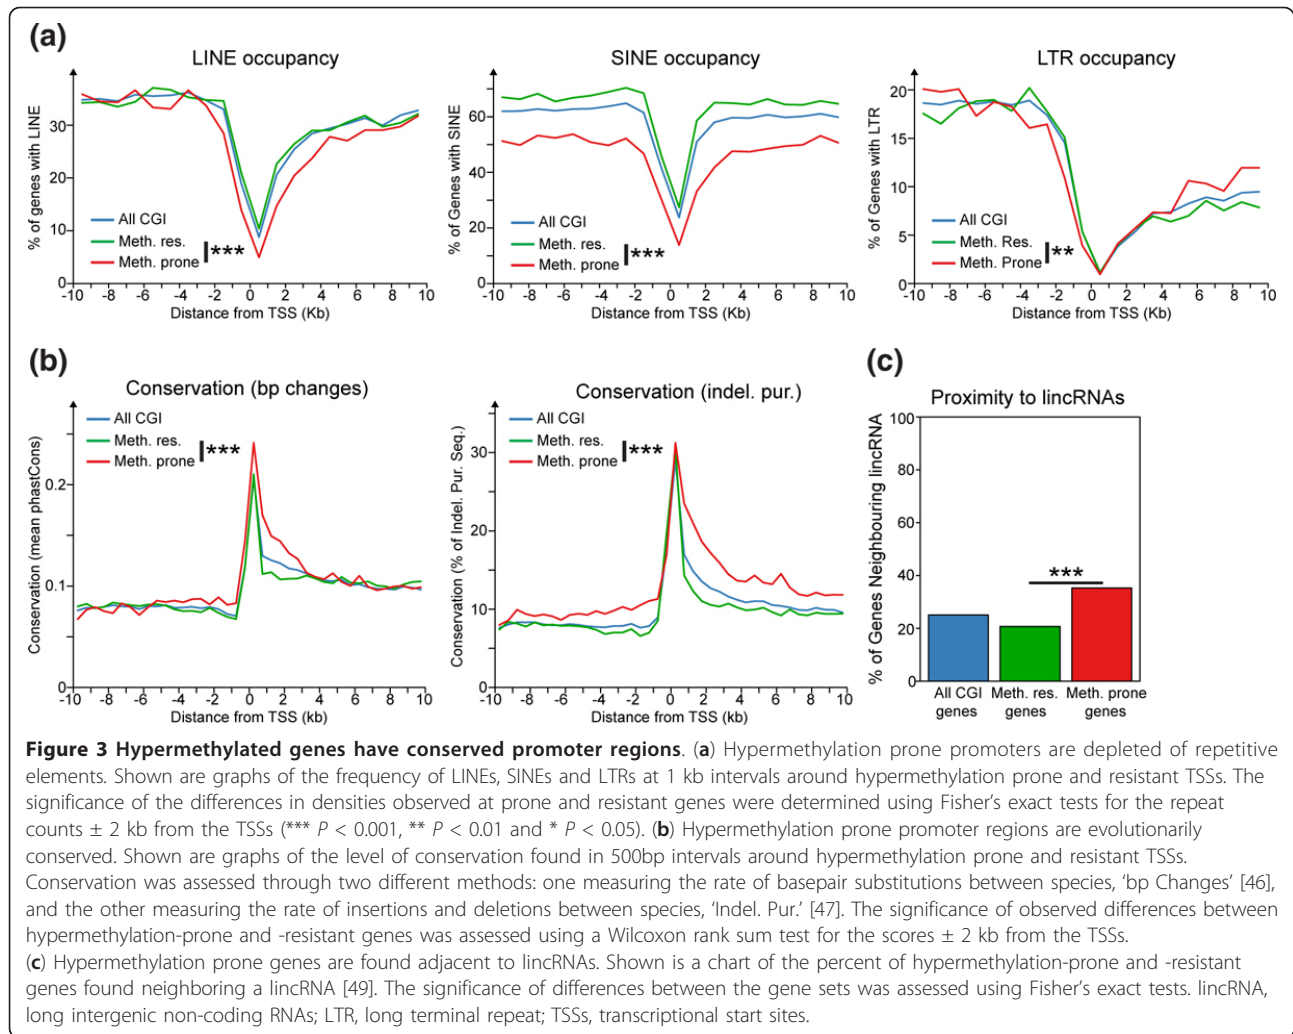 (a)
LINE occupancy
% of genes with LINE
30
20
10
0
All CGI
Meth. res.
Meth. prone
***
-10 -8 -6 -4 -2 0 2 4 6 8 10
Distance from TSS (Kb)
SINE occupancy
% of Genes with SINE
60
40
20
0
All CGI
Meth. res.
Meth. prone
***
-10 -8 -6 -4 -2 0 2 4 6 8 10
Distance from TSS (Kb)
LTR occupancy
% of Genes with LTR
20
15
10
5
0
All CGI
Meth. Res.
Meth. Prone
**
-10 -8 -6 -4 -2 0 2 4 6 8 10
Distance from TSS (Kb)
(b)
Conservation (bp changes)
Conservation (mean phastCons)
0.2
0.1
0
All CGI
Meth. res.
Meth. prone
***
-10 -8 -6 -4 -2 0 2 4 6 8 10
Distance from TSS (kb)
Conservation (indel. pur.)
Conservation (% of Indel. Pur. Seq.)
30
20
10
0
All CGI
Meth. res.
Meth. prone
***
-10 -8 -6 -4 -2 0 2 4 6 8 10
Distance from TSS (kb)
(c)
Proximity to lincRNAs
% of Genes Neighbouring lincRNA
100
80
60
40
20
0
***
All CGI genes
Meth. res. genes
Meth. prone genes
Figure 3 Hypermethylated genes have conserved promoter regions. (a) Hypermethylation prone promoters are depleted of repetitive
elements. Shown are graphs of the frequency of LINEs, SINEs and LTRs at 1 kb intervals around hypermethylation prone and resistant TSSs. The
significance of the differences in densities observed at prone and resistant genes were determined using Fisher's exact tests for the repeat
counts ± 2 kb from the TSSs (*** P < 0.001, ** P < 0.01 and * P < 0.05). (b) Hypermethylation prone promoter regions are evolutionarily
conserved. Shown are graphs of the level of conservation found in 500bp intervals around hypermethylation prone and resistant TSSs.
Conservation was assessed through two different methods: one measuring the rate of basepair substitutions between species, 'bp Changes' [46],
and the other measuring the rate of insertions and deletions between species, 'Indel. Pur.' [47]. The significance of observed differences between
hypermethylation-prone and -resistant genes was assessed using a Wilcoxon rank sum test for the scores ± 2 kb from the TSSs.
(c) Hypermethylation prone genes are found adjacent to lincRNAs. Shown is a chart of the percent of hypermethylation-prone and -resistant
genes found neighboring a lincRNA [49]. The significance of differences between the gene sets was assessed using Fisher's exact tests. lincRNA,
long intergenic non-coding RNAs; LTR, long terminal repeat; TSSs, transcriptional start sites.